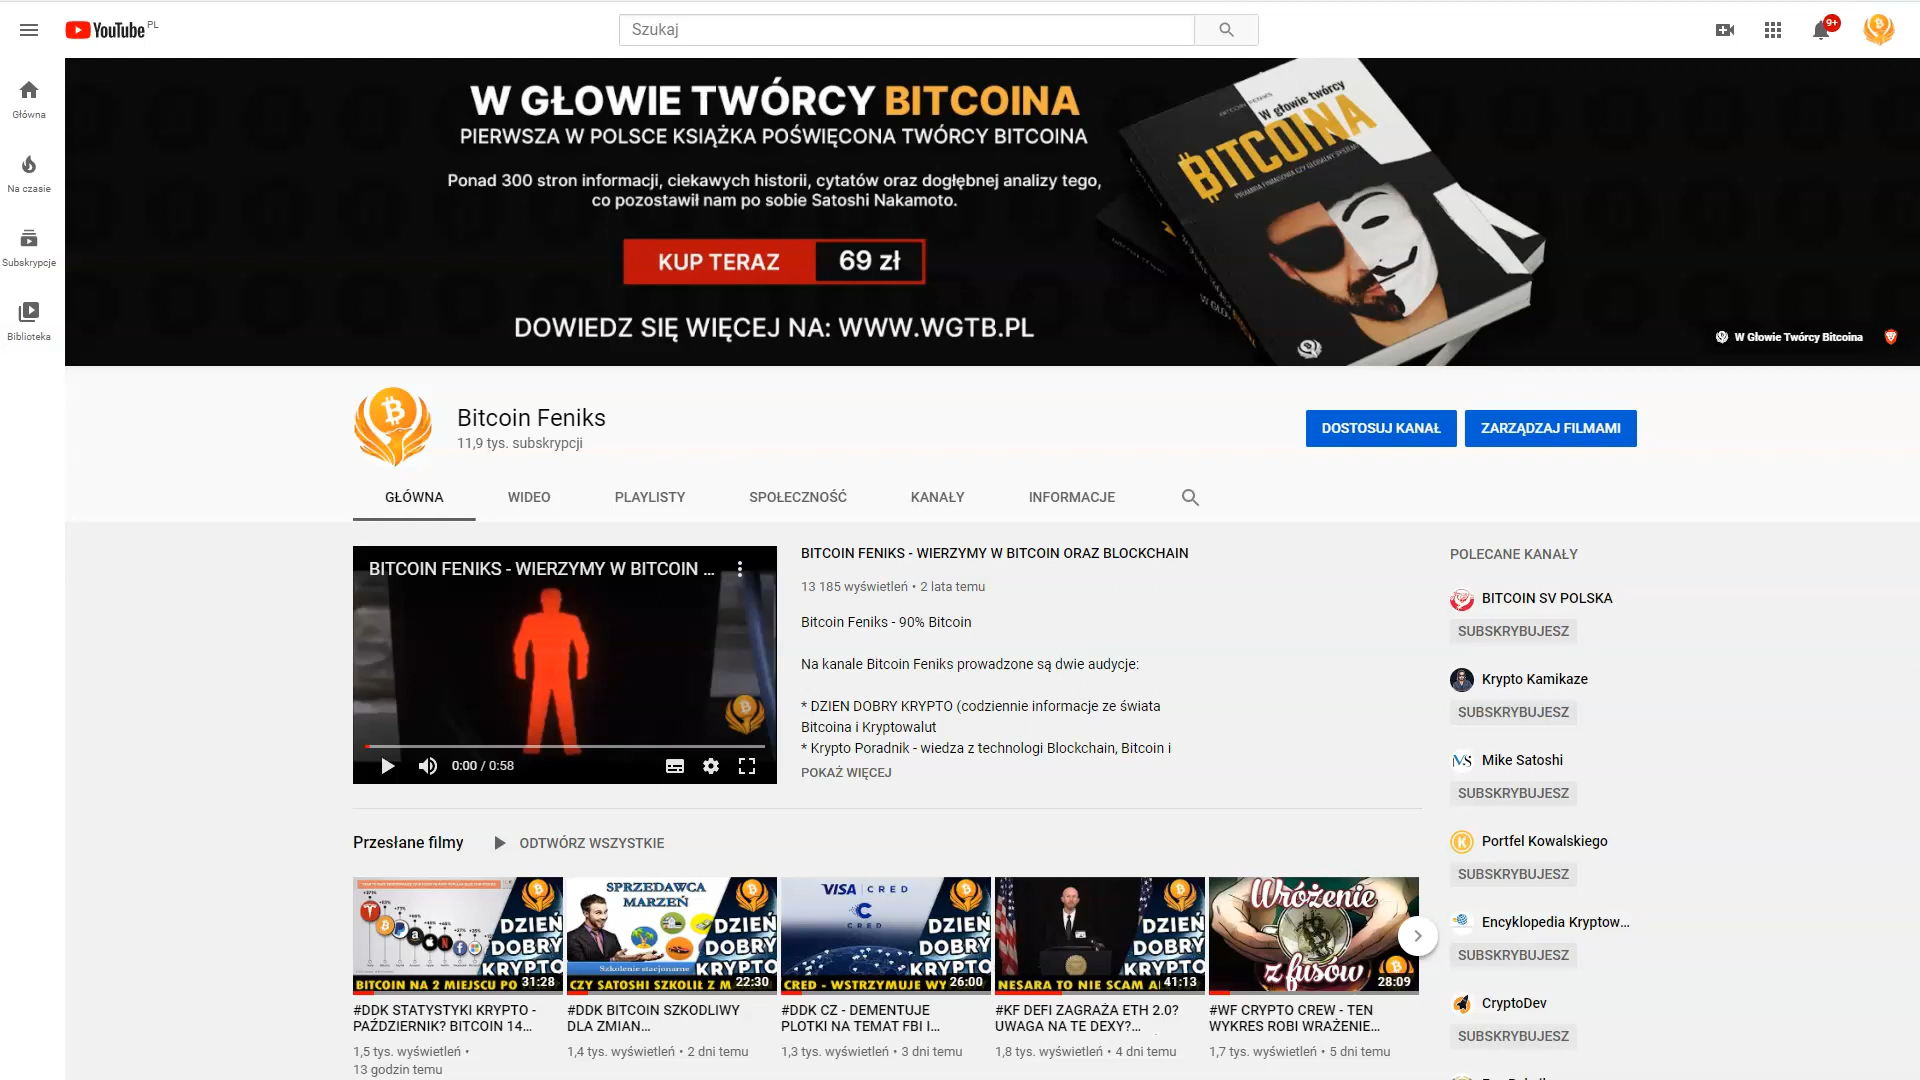 YouTube PL
Szukaj
9+
Główna
Na czasie
Subskrypcje
Biblioteka
W GŁOWIE TWÓRCY BITCOINA
PIERWSZA W POLSCE KSIĄŻKA POŚWIĘCONA TWÓRCY BITCOINA
Ponad 300 stron informacji, ciekawych historii, cytatów oraz dogłębnej analizy tego,
co pozostawił nam po sobie Satoshi Nakamoto.
KUP TERAZ 69 zł
DOWIEDZ SIĘ WIĘCEJ NA: WWW.WGTB.PL
W głowie twórcy
BITCOINA
W Głowie Twórcy Bitcoina
Bitcoin Feniks
11,9 tys. subskrypcji
DOSTOSUJ KANAŁ
ZARZĄDZAJ FILMAMI
GŁÓWNA WIDEO PLAYLISTY SPOŁECZNOŚĆ KANAŁY INFORMACJE
BITCOIN FENIKS - WIERZYMY W BITCOIN ...
0:00 / 0:58
BITCOIN FENIKS - WIERZYMY W BITCOIN ORAZ BLOCKCHAIN
13 185 wyświetleń • 2 lata temu
Bitcoin Feniks - 90% Bitcoin
Na kanale Bitcoin Feniks prowadzone są dwie audycje:
* DZIEN DOBRY KRYPTO (codziennie informacje ze świata
Bitcoina i Kryptowalut
* Krypto Poradnik - wiedza z technologi Blockchain, Bitcoin i
POKAŻ WIĘCEJ
POLECANE KANAŁY
BITCOIN SV POLSKA
SUBSKRYBUJESZ
Krypto Kamikaze
SUBSKRYBUJESZ
Mike Satoshi
SUBSKRYBUJESZ
Portfel Kowalskiego
SUBSKRYBUJESZ
Encyklopedia Kryptow...
SUBSKRYBUJESZ
CryptoDev
SUBSKRYBUJESZ
Przesłane filmy
ODTWÓRZ WSZYSTKIE
DZIEŃ
DOBRY
KRYPTO
BITCOIN NA 2 MIEJSCU PO
31:28
#DDK STATYSTYKI KRYPTO -
PAŹDZIERNIK? BITCOIN 14...
1,5 tys. wyświetleń •
13 godzin temu
SPRZEDAWCA
MARZEŃ
DZIEŃ
DOBRY
KRYPTO
Szkolenie stacjonarne
CZY SATOSHI SZKOLIŁ Z M
22:30
#DDK BITCOIN SZKODLIWY
DLA ZMIAN...
1,4 tys. wyświetleń • 2 dni temu
VISA | CRED
CRED
DZIEŃ
DOBRY
KRYPTO
CRED - WSTRZYMUJE WY
26:00
#DDK CZ - DEMENTUJE
PLOTKI NA TEMAT FBI I...
1,3 tys. wyświetleń • 3 dni temu
DZIEŃ
DOBRY
KRYPTO
NESARA TO NIE SCAM A
41:13
#KF DEFI ZAGRAŻA ETH 2.0?
UWAGA NA TE DEXY?...
1,8 tys. wyświetleń • 4 dni temu
Wróżenie
z fusów
28:09
#WF CRYPTO CREW - TEN
WYKRES ROBI WRAŻENIE...
1,7 tys. wyświetleń • 5 dni temu